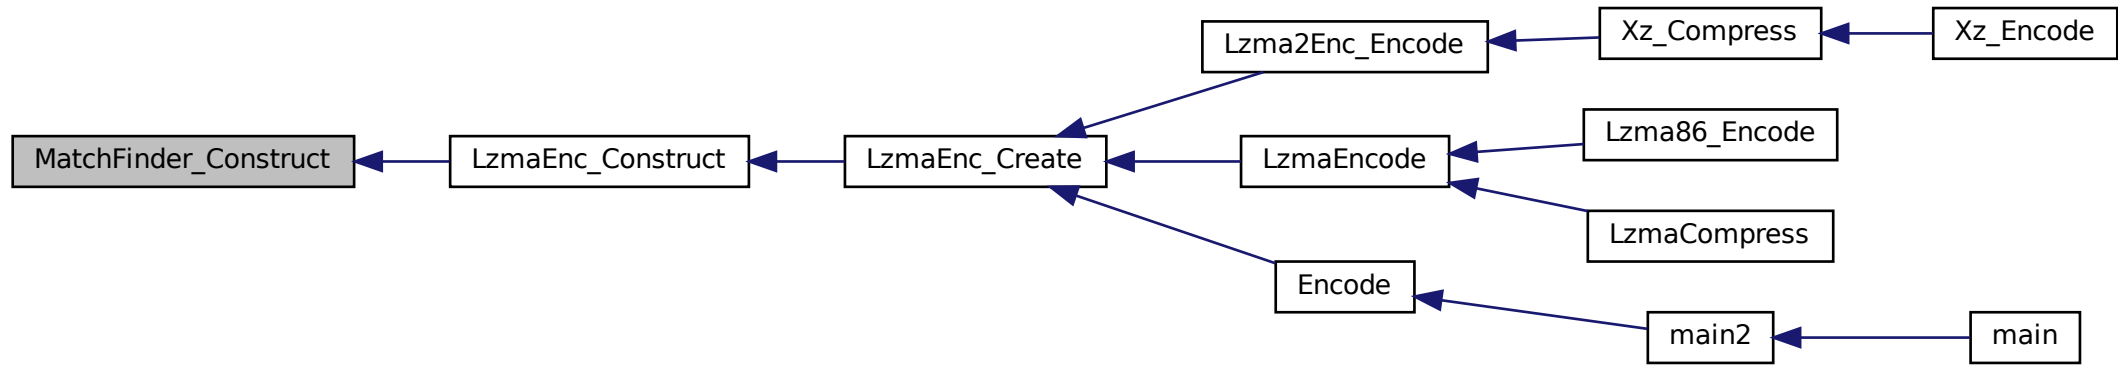 Xz_Compress
Xz_Encode
Lzma2Enc_Encode
Lzma86_Encode
MatchFinder_Construct
LzmaEnc_Construct
LzmaEnc_Create
LzmaEncode
LzmaCompress
Encode
main2
main